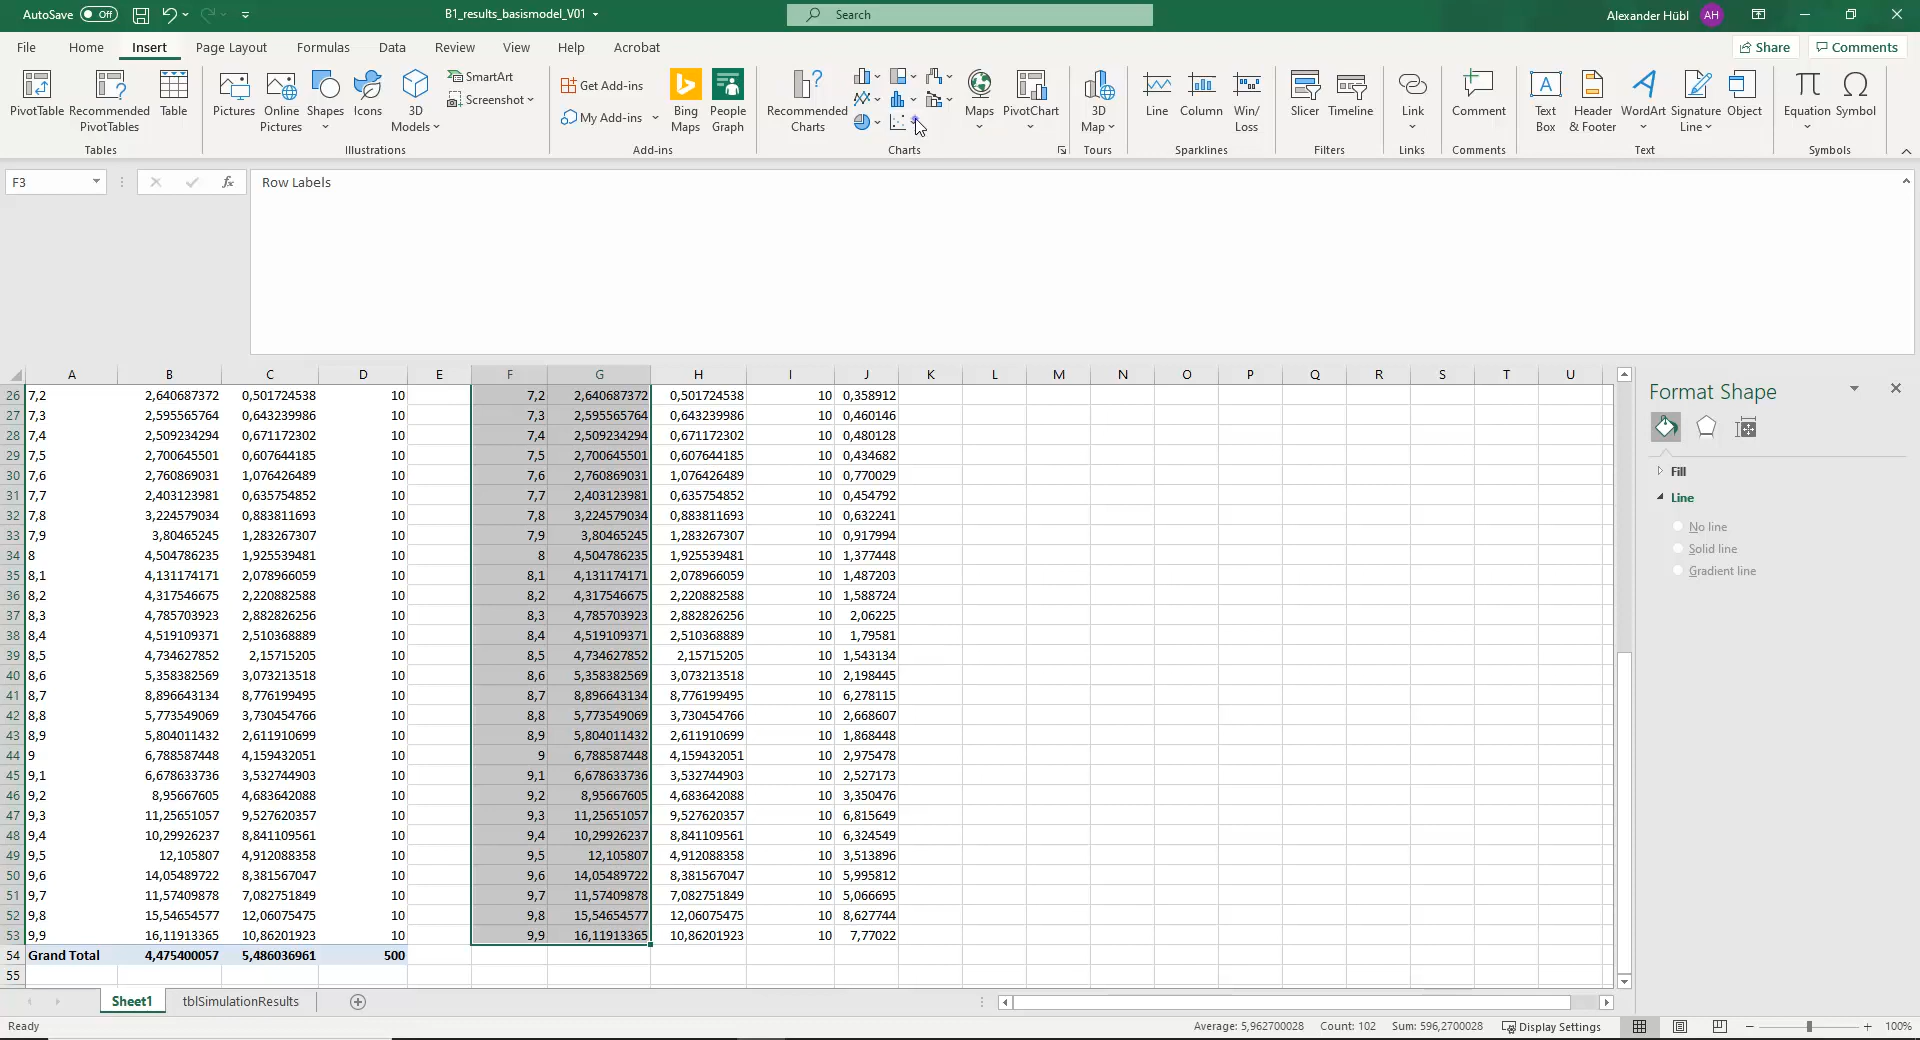 AutoSave Off B1_results_basismodel_V01 Search Alexander Hübl AH
File Home Insert Page Layout Formulas Data Review View Help Acrobat Share Comments
PivotTable Recommended PivotTables Table Pictures Online Pictures Shapes Icons 3D Models SmartArt Screenshot Get Add-ins My Add-ins Bing Maps People Graph Recommended Charts Maps PivotChart 3D Map Line Column Win/Loss Slicer Timeline Link Comment Text Box Header & Footer WordArt Signature Line Object Equation Symbol
Tables Illustrations Add-ins Charts Tours Sparklines Filters Links Comments Text Symbols
F3 fx Row Labels
A B C D E F G H I J K L M N O P Q R S T U
26 7,2 2,640687372 0,501724538 10 7,2 2,640687372 0,501724538 10 0,358912
27 7,3 2,595565764 0,643239986 10 7,3 2,595565764 0,643239986 10 0,460146
28 7,4 2,509234294 0,671172302 10 7,4 2,509234294 0,671172302 10 0,480128
29 7,5 2,700645501 0,607644185 10 7,5 2,700645501 0,607644185 10 0,434682
30 7,6 2,760869031 1,076426489 10 7,6 2,760869031 1,076426489 10 0,770029
31 7,7 2,403123981 0,635754852 10 7,7 2,403123981 0,635754852 10 0,454792
32 7,8 3,224579034 0,883811693 10 7,8 3,224579034 0,883811693 10 0,632241
33 7,9 3,80465245 1,283267307 10 7,9 3,80465245 1,283267307 10 0,917994
34 8 4,504786235 1,925539481 10 8 4,504786235 1,925539481 10 1,377448
35 8,1 4,131174171 2,078966059 10 8,1 4,131174171 2,078966059 10 1,487203
36 8,2 4,317546675 2,220882588 10 8,2 4,317546675 2,220882588 10 1,588724
37 8,3 4,785703923 2,882826256 10 8,3 4,785703923 2,882826256 10 2,06225
38 8,4 4,519109371 2,510368889 10 8,4 4,519109371 2,510368889 10 1,79581
39 8,5 4,734627852 2,15715205 10 8,5 4,734627852 2,15715205 10 1,543134
40 8,6 5,358382569 3,073213518 10 8,6 5,358382569 3,073213518 10 2,198445
41 8,7 8,896643134 8,776199495 10 8,7 8,896643134 8,776199495 10 6,278115
42 8,8 5,773549069 3,730454766 10 8,8 5,773549069 3,730454766 10 2,668607
43 8,9 5,804011432 2,611910699 10 8,9 5,804011432 2,611910699 10 1,868448
44 9 6,788587448 4,159432051 10 9 6,788587448 4,159432051 10 2,975478
45 9,1 6,678633736 3,532744903 10 9,1 6,678633736 3,532744903 10 2,527173
46 9,2 8,95667605 4,683642088 10 9,2 8,95667605 4,683642088 10 3,350476
47 9,3 11,25651057 9,527620357 10 9,3 11,25651057 9,527620357 10 6,815649
48 9,4 10,29926237 8,841109561 10 9,4 10,29926237 8,841109561 10 6,324549
49 9,5 12,105807 4,912088358 10 9,5 12,105807 4,912088358 10 3,513896
50 9,6 14,05489722 8,381567047 10 9,6 14,05489722 8,381567047 10 5,995812
51 9,7 11,57409878 7,082751849 10 9,7 11,57409878 7,082751849 10 5,066695
52 9,8 15,54654577 12,06075475 10 9,8 15,54654577 12,06075475 10 8,627744
53 9,9 16,11913365 10,86201923 10 9,9 16,11913365 10,86201923 10 7,77022
54 Grand Total 4,475400057 5,486036961 500
55
Format Shape
Fill
Line
No line
Solid line
Gradient line
Sheet1 tblSimulationResults
Ready Average: 5,962700028 Count: 102 Sum: 596,2700028 Display Settings 100%